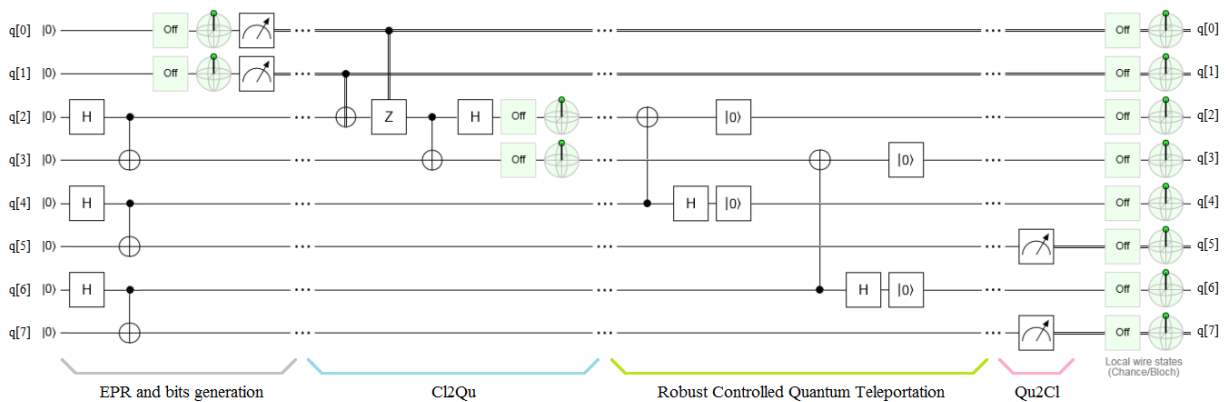 q[0] |0⟩ Off ... ... ... Off q[0]
q[1] |0⟩ Off ... ... ... Off q[1]
q[2] |0⟩ H ... Z H Off ... |0⟩ ... Off q[2]
q[3] |0⟩ ... Off ... |0⟩ ... Off q[3]
q[4] |0⟩ H ... ... H |0⟩ ... Off q[4]
q[5] |0⟩ ... ... ... Off q[5]
q[6] |0⟩ H ... ... H |0⟩ ... Off q[6]
q[7] |0⟩ ... ... ... Off q[7]
Local wire states
(Chance/Bloch)
EPR and bits generation Cl2Qu Robust Controlled Quantum Teleportation Qu2Cl